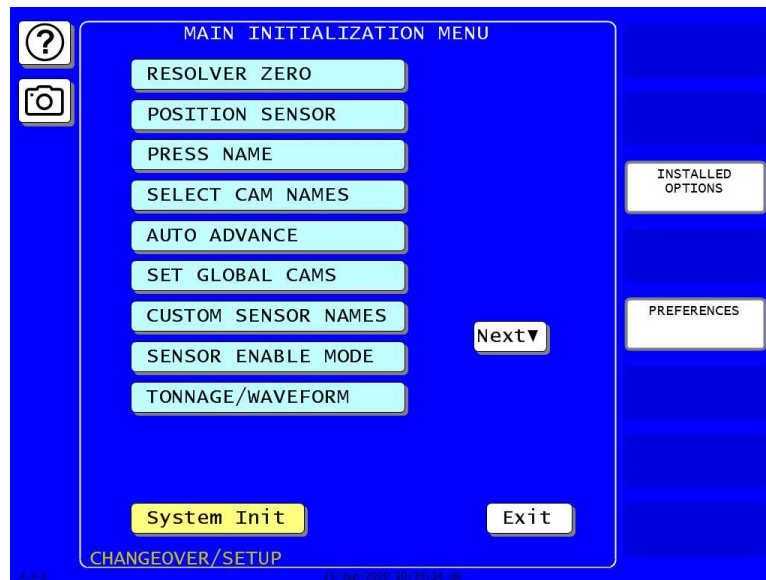 MAIN INITIALIZATION MENU
RESOLVER ZERO
POSITION SENSOR
PRESS NAME
SELECT CAM NAMES
AUTO ADVANCE
SET GLOBAL CAMS
CUSTOM SENSOR NAMES
SENSOR ENABLE MODE
TONNAGE/WAVEFORM
Next▼
System Init
Exit
CHANGEOVER/SETUP
INSTALLED
OPTIONS
PREFERENCES